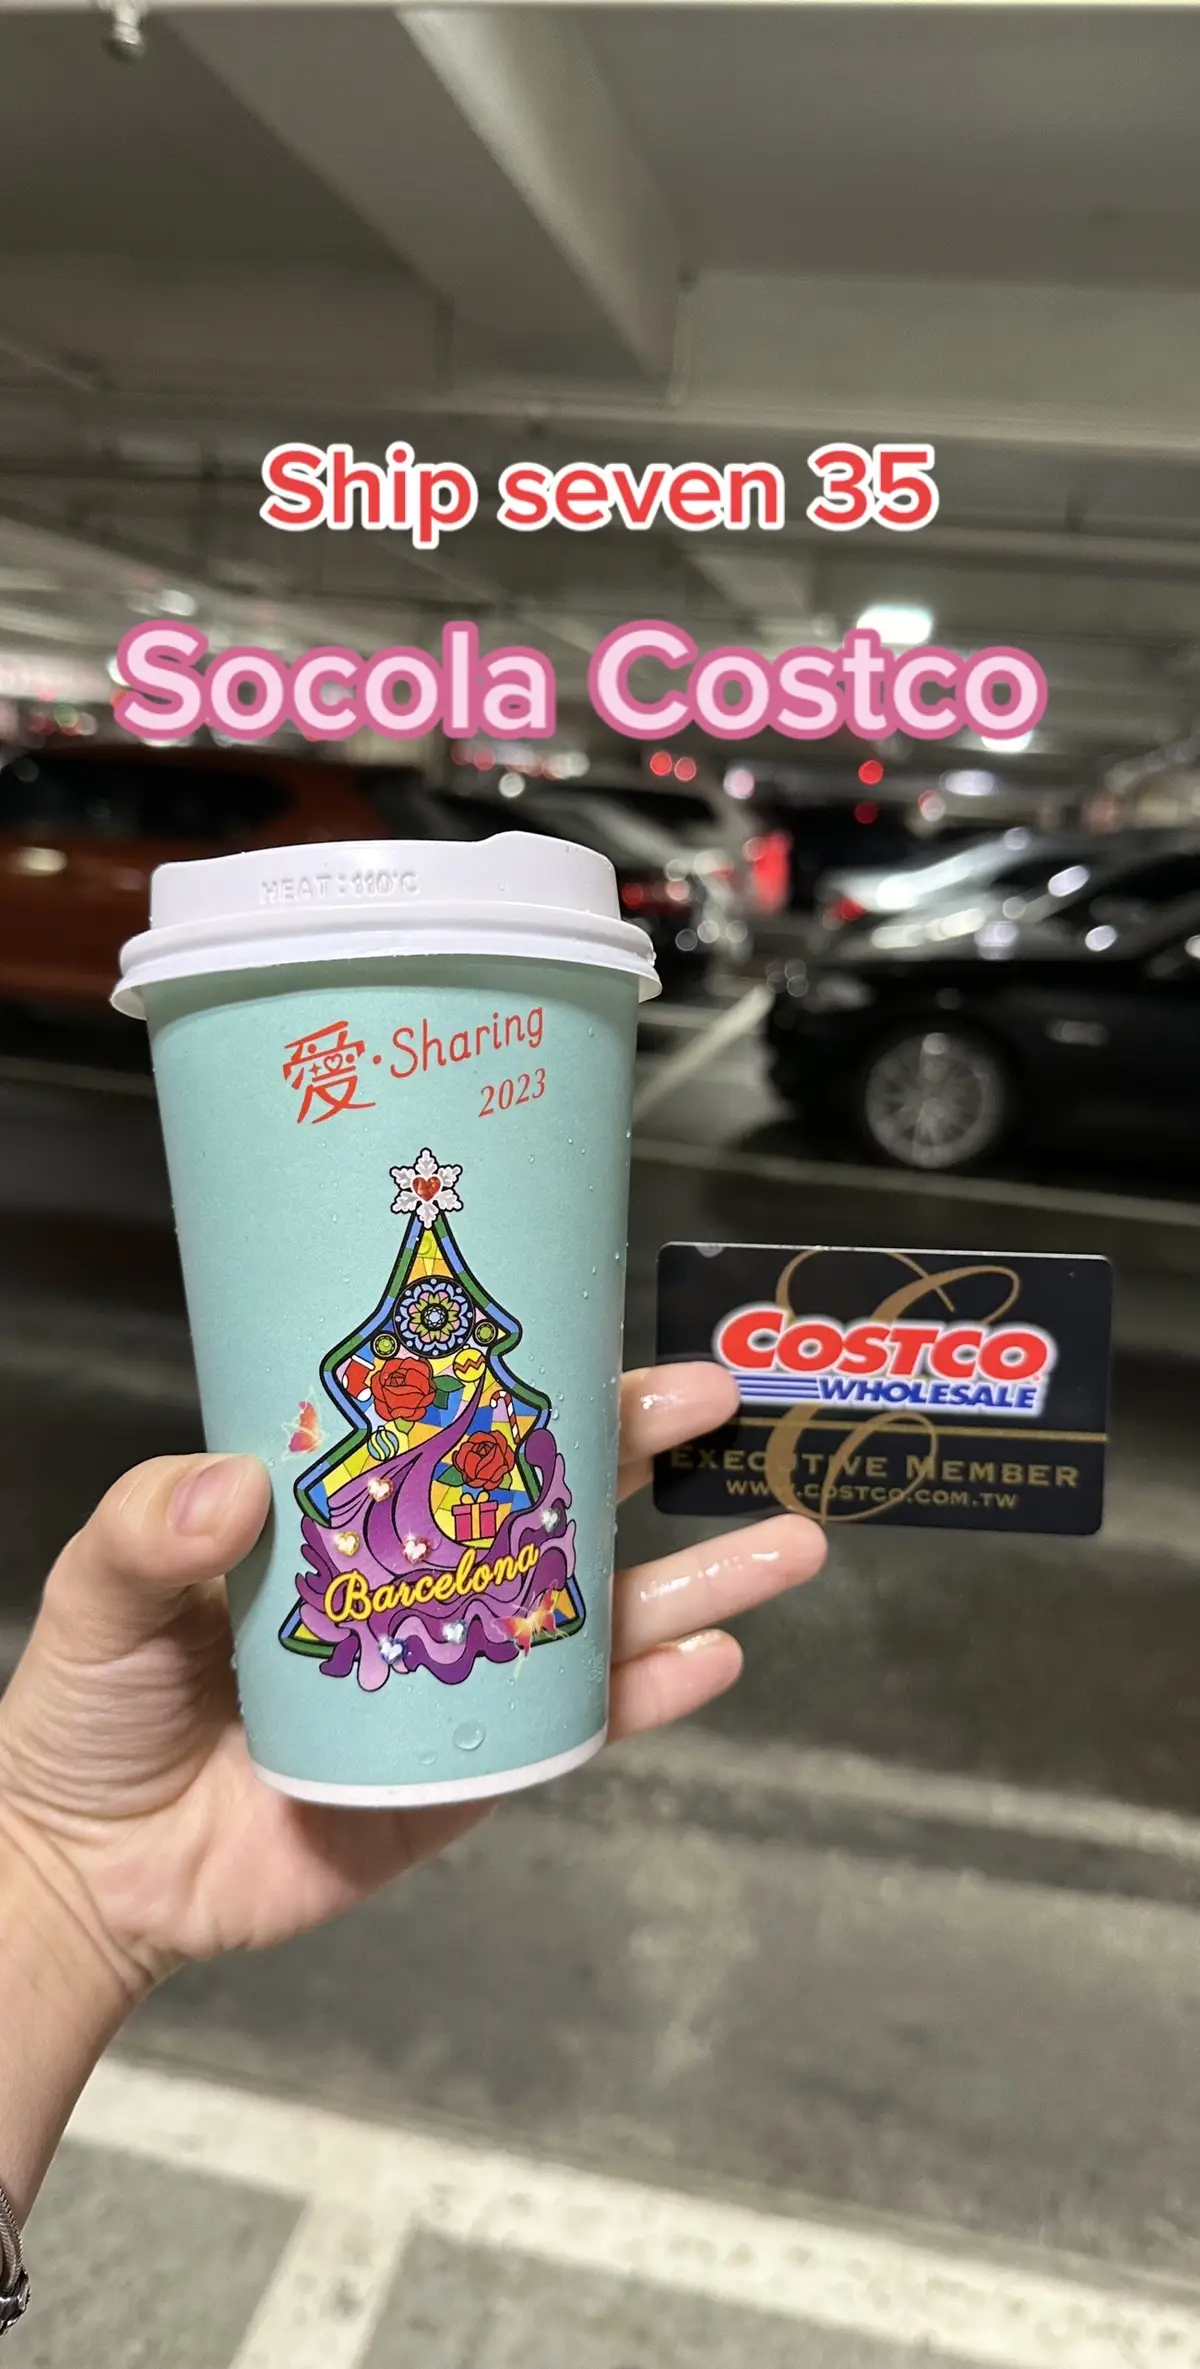 Ship seven 35
Socola Costco
HEAT:110°C
愛·Sharing
2023
Barcelona
COSTCO
WHOLESALE
EXECUTIVE MEMBER
WWW.COSTCO.COM.TW